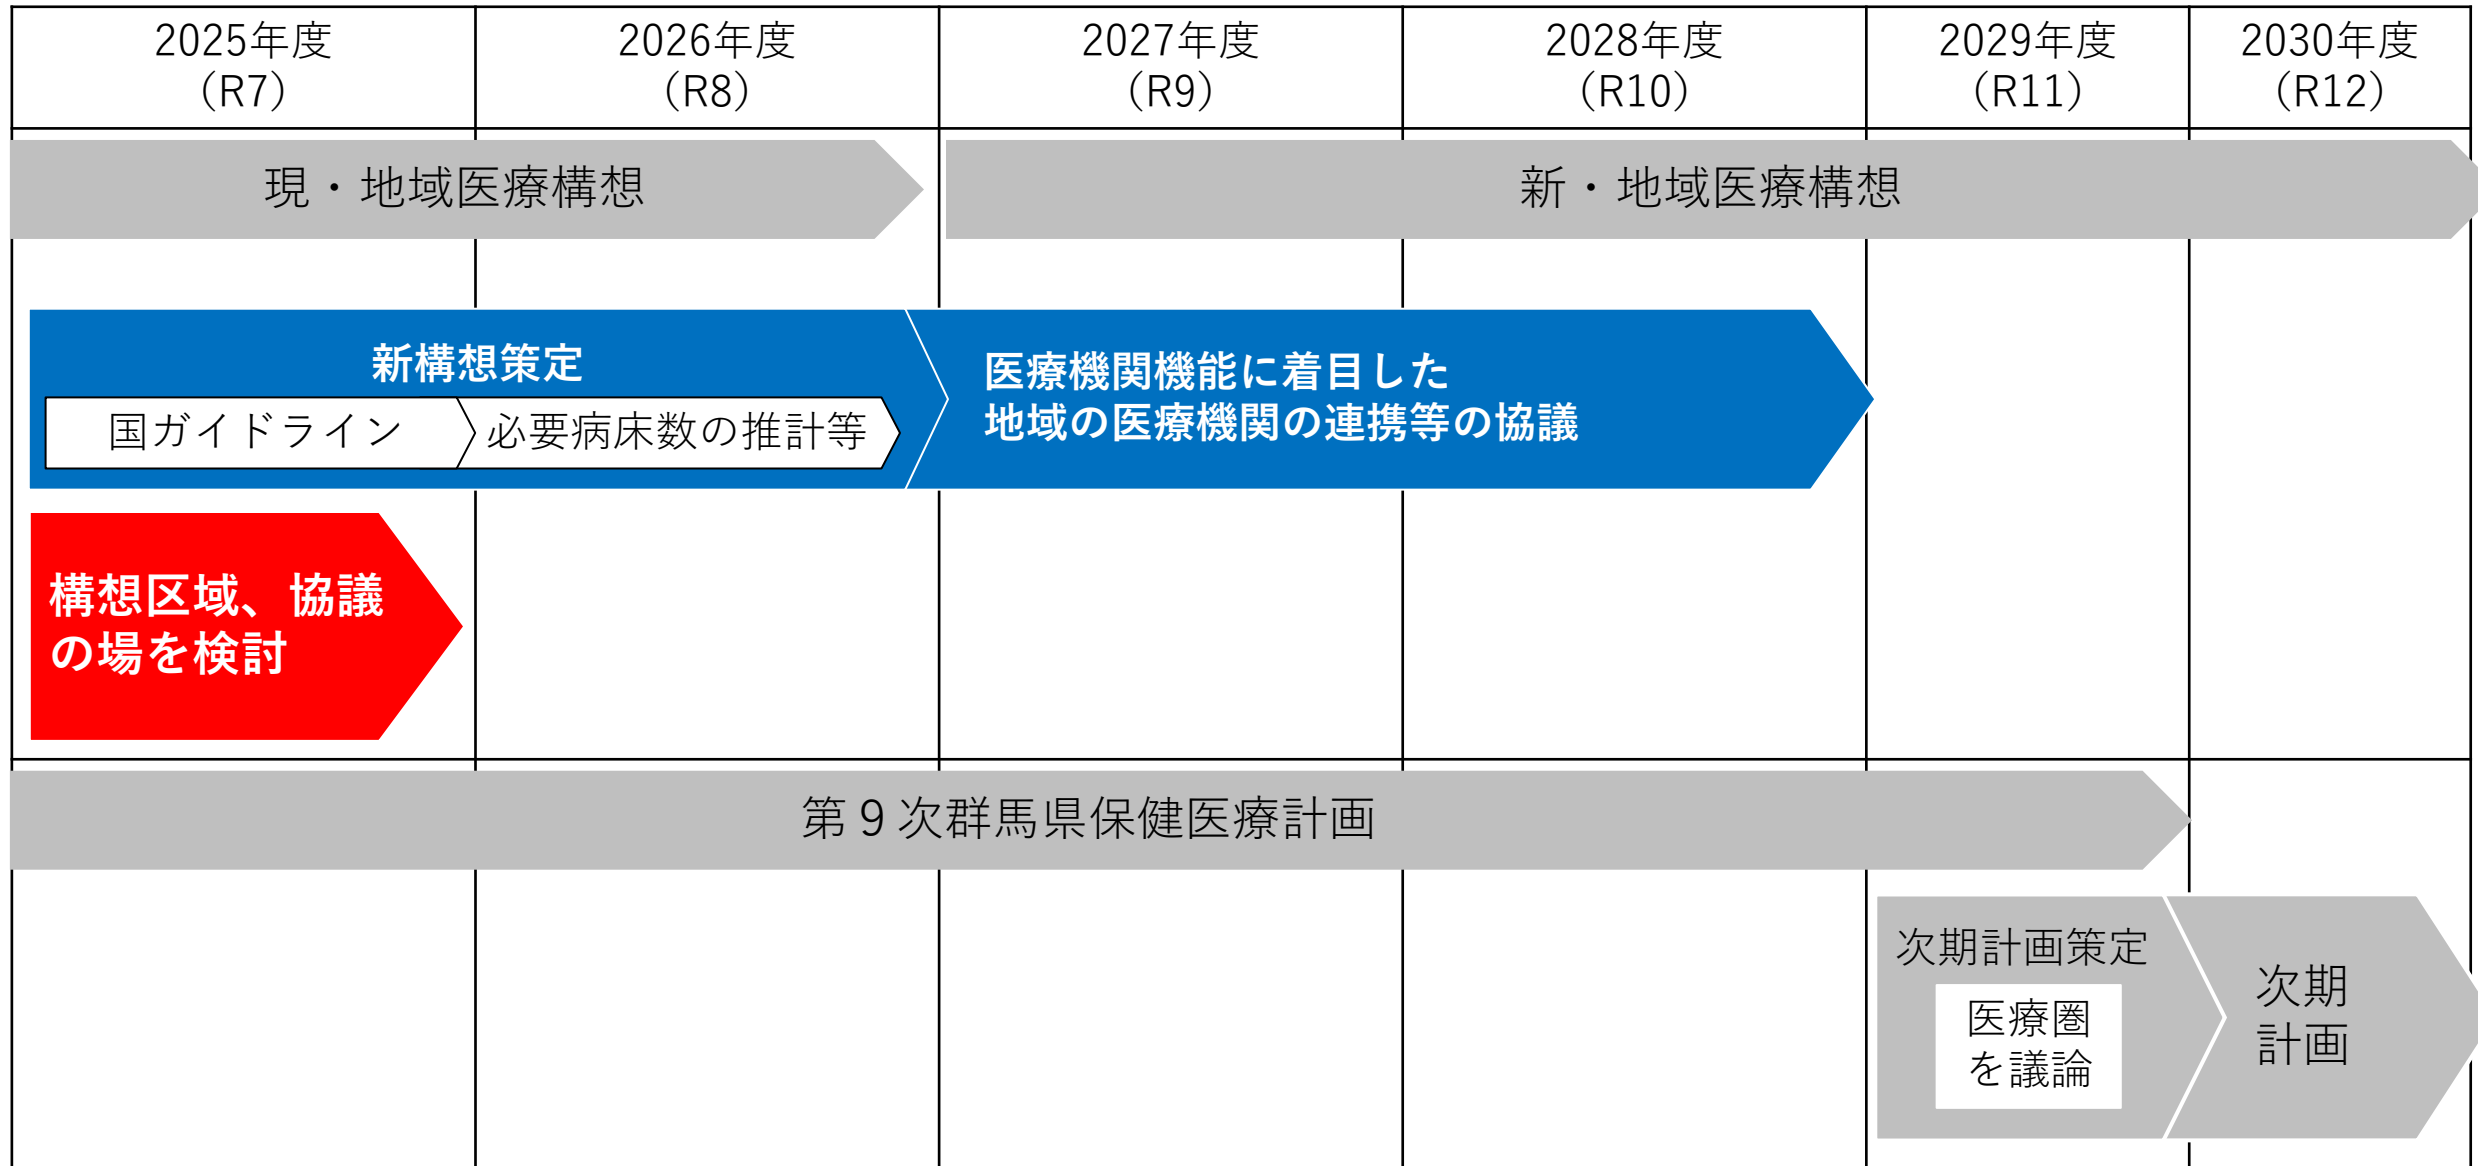 2025年度
（R7）
2026年度
（R8）
2027年度
（R9）
2028年度
（R10）
2029年度
（R11）
2030年度
（R12）
現・地域医療構想
新・地域医療構想
新構想策定
国ガイドライン
必要病床数の推計等
医療機関機能に着目した
地域の医療機関の連携等の協議
構想区域、協議
の場を検討
第９次群馬県保健医療計画
次期計画策定
医療圏
を議論
次期
計画